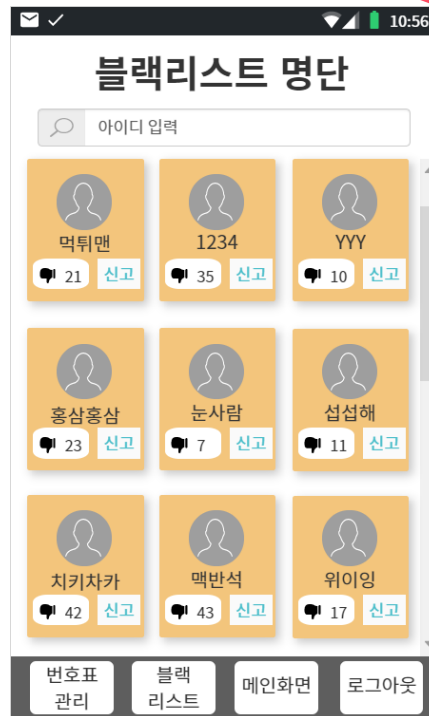 10:56
블랙리스트 명단
아이디 입력
먹튀맨
1234
YYY
21 신고
35 신고
10 신고
홍삼홍삼
눈사람
섭섭해
23 신고
7 신고
11 신고
치키차카
맥반석
위이잉
42 신고
43 신고
17 신고
번호표
관리
블랙
리스트
메인화면
로그아웃